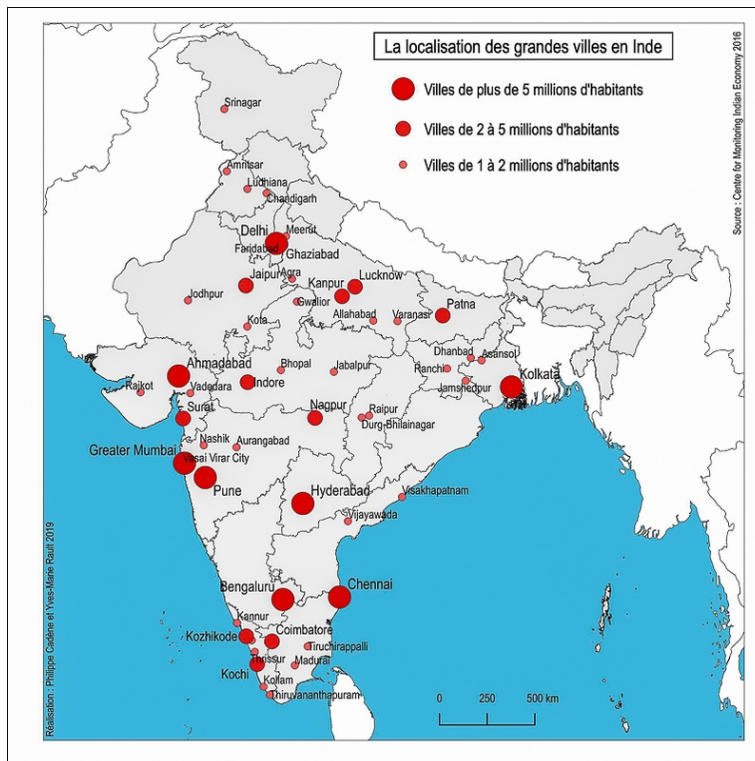 La localisation des grandes villes en Inde
Villes de plus de 5 millions d'habitants
Villes de 2 à 5 millions d'habitants
Villes de 1 à 2 millions d'habitants
Source : Centre for Monitoring Indian Economy 2016
Srinagar
Amritsar
Ludhiana
Chandigarh
Delhi
Meerut
Faridabad
Ghaziabad
Jaipur
Agra
Kanpur
Lucknow
Jodhpur
Gwalior
Patna
Allahabad
Varanasi
Kota
Dhanbad
Asansol
Ahmadabad
Bhopal
Jabalpur
Ranchi
Kolkata
Rajkot
Vadedara
Indore
Jamshedpur
Surat
Nagpur
Raipur
Durg-Bhilainagar
Nashik
Aurangabad
Greater Mumbai
Vasai Virar City
Pune
Hyderabad
Visakhapatnam
Vijayawada
Bengaluru
Chennai
Kannur
Kozhikode
Coimbatore
Tiruchirappalli
Thrissur
Madurai
Kochi
Kollam
Thiruvananthapuram
0 250 500 km
Réalisation : Philippe Cadène et Yves-Marie Rault 2019